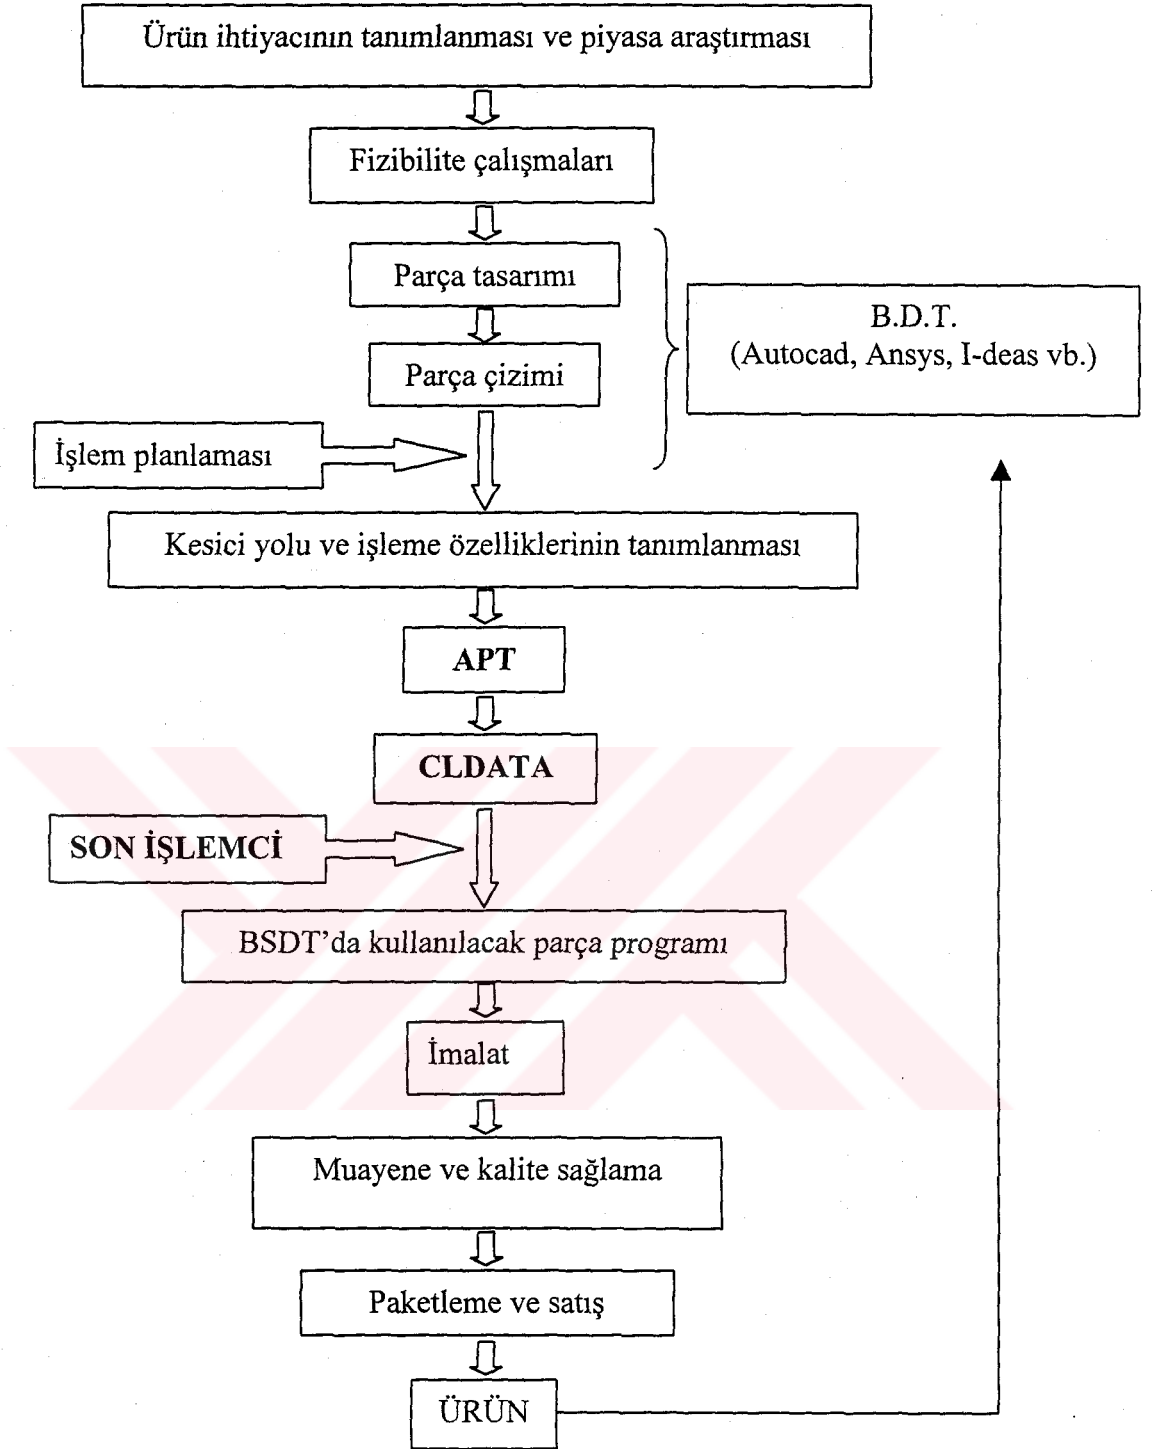 Ürün ihtiyacının tanımlanması ve piyasa araştırması
Fizibilite çalışmaları
Parça tasarımı
B.D.T.
(Autocad, Ansys, I-deas vb.)
Parça çizimi
İşlem planlaması
Kesici yolu ve işleme özelliklerinin tanımlanması
APT
CLDATA
SON İŞLEMCİ
BSDT'da kullanılacak parça programı
İmalat
Muayene ve kalite sağlama
Paketleme ve satış
ÜRÜN